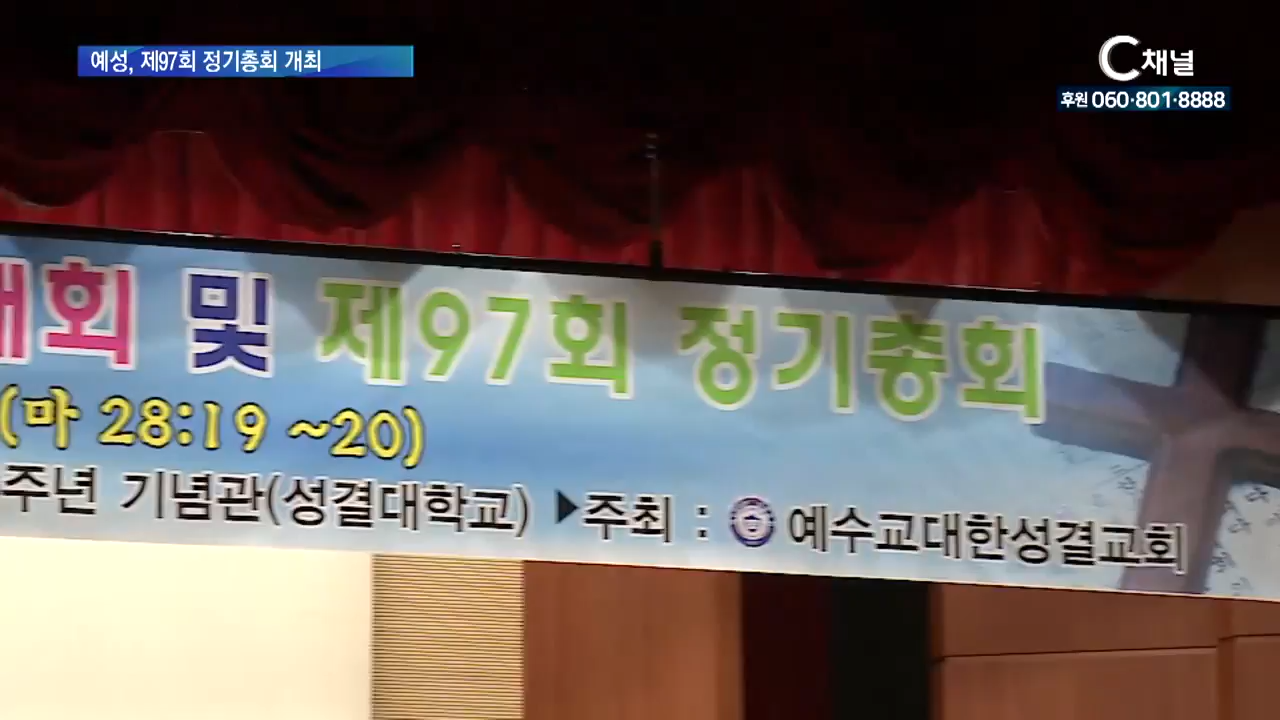 예성, 제97회 정기총회 개최
C채널
후원 060·801·8888
대회 및 제97회 정기총회
(마 28:19 ~20)
주년 기념관(성결대학교) ▶주최 : 예수교대한성결교회